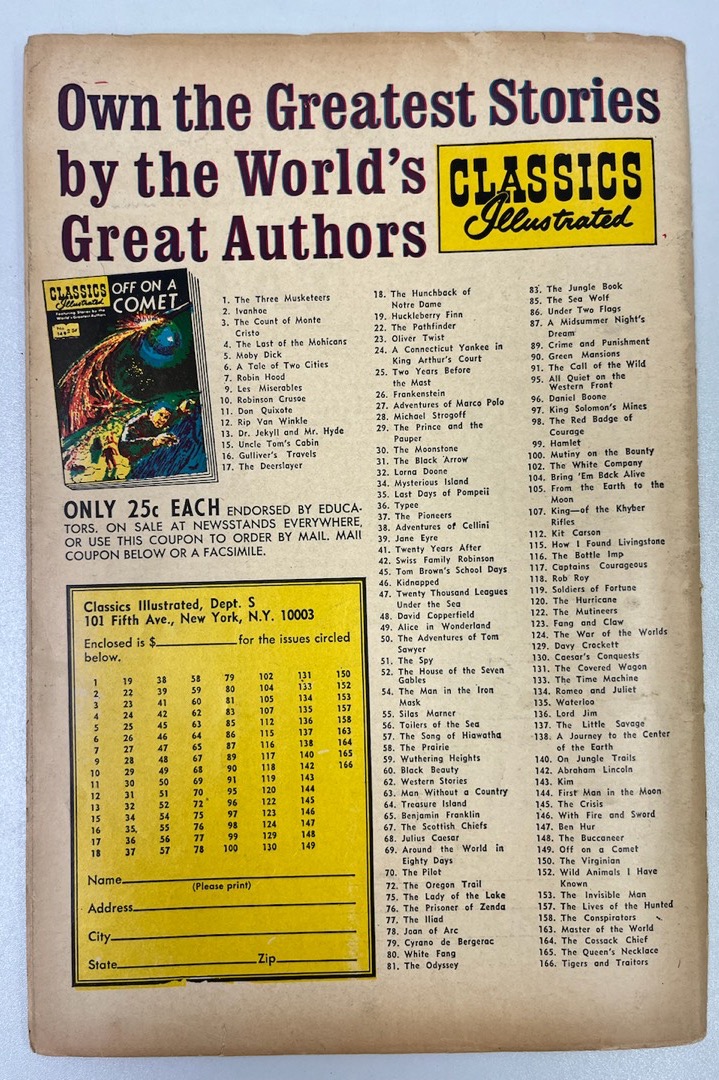 Own the Greatest Stories
by the World's
Great Authors
CLASSICS
Illustrated
CLASSICS
Illustrated
Featuring Stories by the
World's Greatest Authors
OFF ON A
COMET
1. The Three Musketeers
2. Ivanhoe
3. The Count of Monte
Cristo
4. The Last of the Mohicans
5. Moby Dick
6. A Tale of Two Cities
7. Robin Hood
9. Les Miserables
10. Robinson Crusoe
11. Don Quixote
12. Rip Van Winkle
13. Dr. Jekyll and Mr. Hyde
15. Uncle Tom's Cabin
16. Gulliver's Travels
17. The Deerslayer
ONLY 25c EACH ENDORSED BY EDUCA-
TORS. ON SALE AT NEWSSTANDS EVERYWHERE,
OR USE THIS COUPON TO ORDER BY MAIL. MAIL
COUPON BELOW OR A FACSIMILE.
Classics Illustrated, Dept. S
101 Fifth Ave., New York, N.Y. 10003
Enclosed is $ for the issues circled
below.
1 19 38 58 79 102 131 150
2 22 39 59 80 104 133 152
3 23 41 60 81 105 134 153
4 24 42 62 83 107 135 157
5 25 45 63 85 112 136 158
6 26 46 64 86 115 137 163
7 27 47 65 87 116 138 164
9 28 48 67 89 117 140 165
10 29 49 68 90 118 142 166
11 30 50 69 91 119 143
12 31 51 70 95 120 144
13 32 52 72 96 122 145
15 34 54 75 97 123 146
16 35 55 76 98 124 147
17 36 56 77 99 129 148
18 37 57 78 100 130 149
Name
(Please print)
Address
City
State Zip
18. The Hunchback of
Notre Dame
19. Huckleberry Finn
22. The Pathfinder
23. Oliver Twist
24. A Connecticut Yankee in
King Arthur's Court
25. Two Years Before
the Mast
26. Frankenstein
27. Adventures of Marco Polo
28. Michael Strogoff
29. The Prince and the
Pauper
30. The Moonstone
31. The Black Arrow
32. Lorna Doone
34. Mysterious Island
35. Last Days of Pompeii
36. Typee
37. The Pioneers
38. Adventures of Cellini
39. Jane Eyre
41. Twenty Years After
42. Swiss Family Robinson
45. Tom Brown's School Days
46. Kidnapped
47. Twenty Thousand Leagues
Under the Sea
48. David Copperfield
49. Alice in Wonderland
50. The Adventures of Tom
Sawyer
51. The Spy
52. The House of the Seven
Gables
54. The Man in the Iron
Mask
55. Silas Marner
56. Toilers of the Sea
57. The Song of Hiawatha
58. The Prairie
59. Wuthering Heights
60. Black Beauty
62. Western Stories
63. Man Without a Country
64. Treasure Island
65. Benjamin Franklin
67. The Scottish Chiefs
68. Julius Caesar
69. Around the World in
Eighty Days
70. The Pilot
72. The Oregon Trail
75. The Lady of the Lake
76. The Prisoner of Zenda
77. The Iliad
78. Joan of Arc
79. Cyrano de Bergerac
80. White Fang
81. The Odyssey
83. The Jungle Book
85. The Sea Wolf
86. Under Two Flags
87. A Midsummer Night's
Dream
89. Crime and Punishment
90. Green Mansions
91. The Call of the Wild
95. All Quiet on the
Western Front
96. Daniel Boone
97. King Solomon's Mines
98. The Red Badge of
Courage
99. Hamlet
100. Mutiny on the Bounty
102. The White Company
104. Bring 'Em Back Alive
105. From the Earth to the
Moon
107. King—of the Khyber
Rifles
112. Kit Carson
115. How I Found Livingstone
116. The Bottle Imp
117. Captains Courageous
118. Rob Roy
119. Soldiers of Fortune
120. The Hurricane
122. The Mutineers
123. Fang and Claw
124. The War of the Worlds
129. Davy Crockett
130. Caesar's Conquests
131. The Covered Wagon
133. The Time Machine
134. Romeo and Juliet
135. Waterloo
136. Lord Jim
137. The Little Savage
138. A Journey to the Center
of the Earth
140. On Jungle Trails
142. Abraham Lincoln
143. Kim
144. First Man in the Moon
145. The Crisis
146. With Fire and Sword
147. Ben Hur
148. The Buccaneer
149. Off on a Comet
150. The Virginian
152. Wild Animals I Have
Known
153. The Invisible Man
157. The Lives of the Hunted
158. The Conspirators
163. Master of the World
164. The Cossack Chief
165. The Queen's Necklace
166. Tigers and Traitors